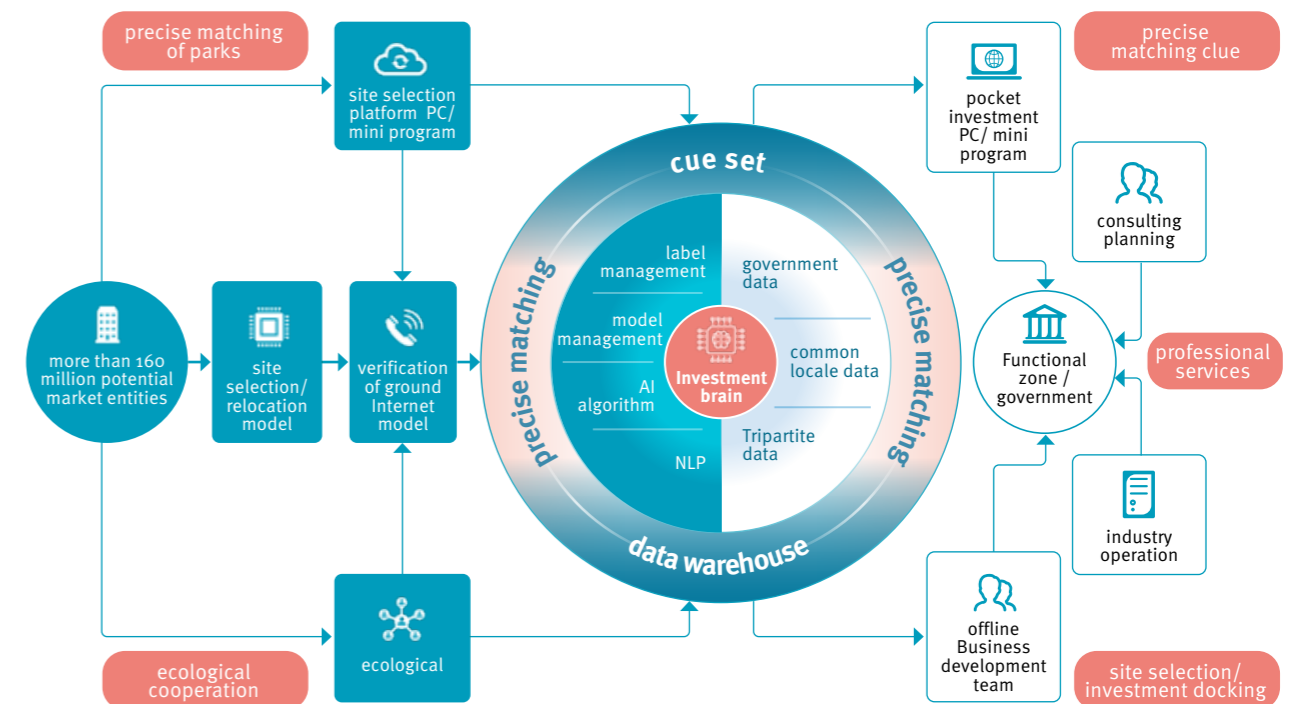 precise matching
of parks
site selection
platform PC/
mini program
pocket
investment
PC/ mini
program
precise
matching clue
cue set
consulting
planning
label
management
government
data
precise matching
precise matching
model
management
common
locale data
Investment
brain
AI
algorithm
NLP
Tripartite
data
more than 160
million potential
market entities
site
selection/
relocation
model
verification
of ground
Internet
model
Functional
zone /
government
professional
services
industry
operation
data warehouse
ecological
offline
Business
development
team
ecological
cooperation
site selection/
investment docking